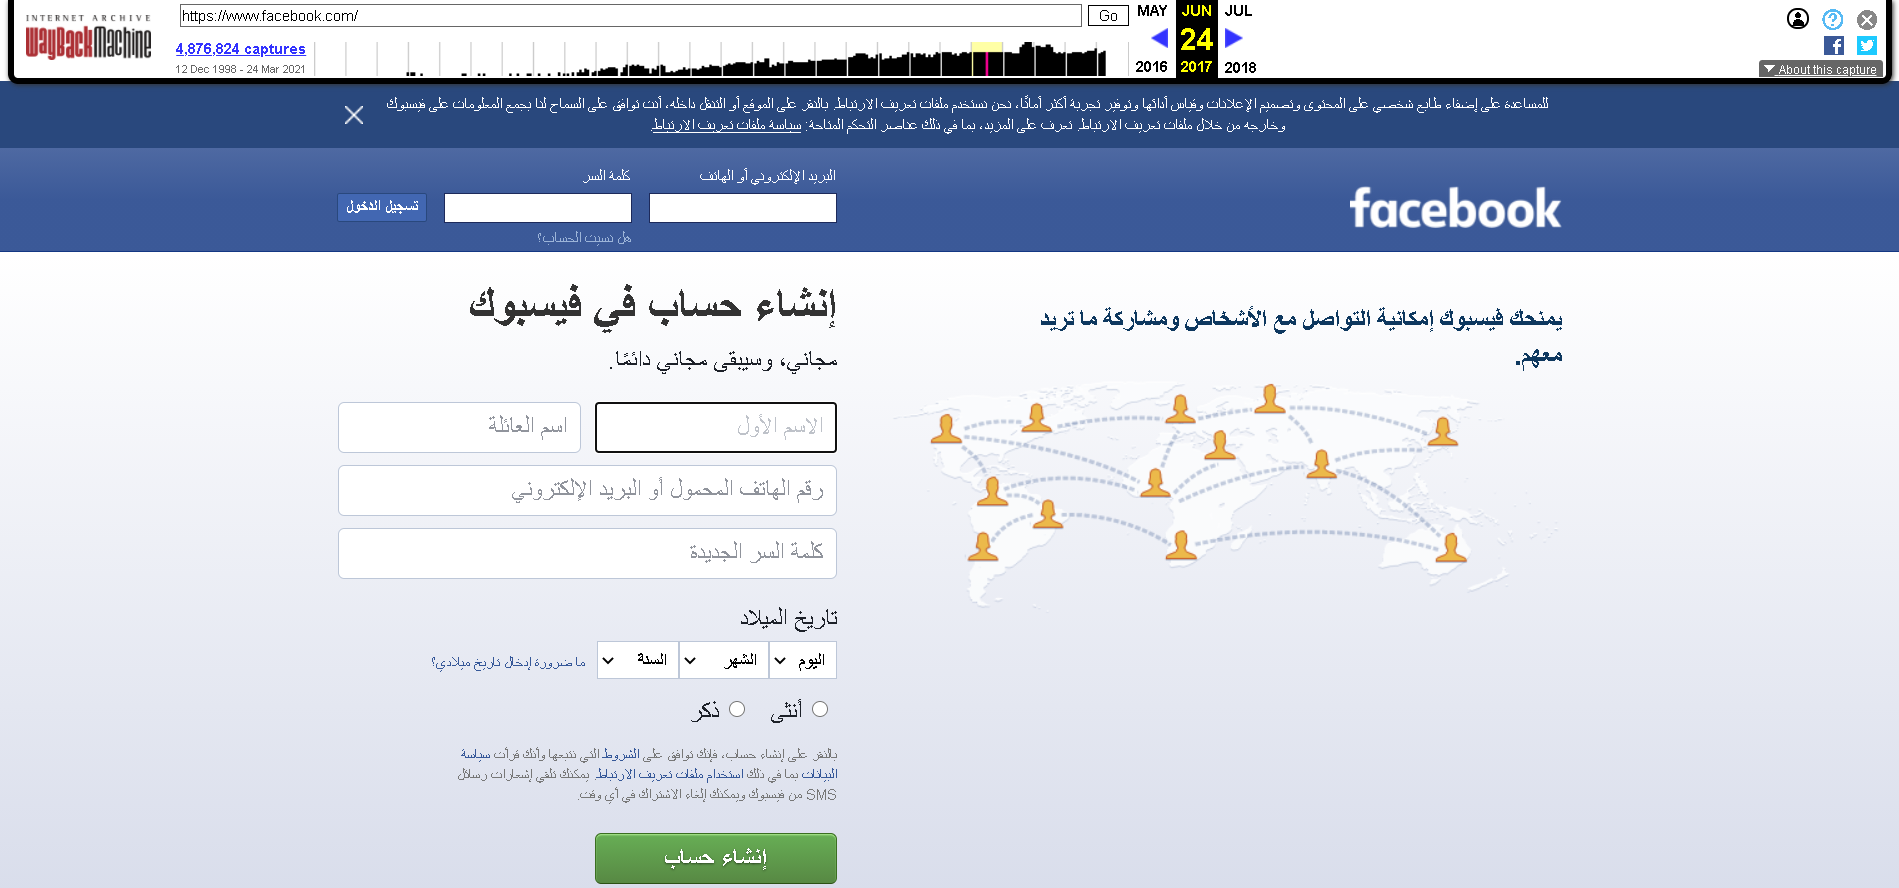 INTERNET ARCHIVE
WayBackMachine
https://www.facebook.com/
Go
4,876,824 captures
12 Dec 1998 - 24 Mar 2021
MAY JUN JUL
24
2016 2017 2018
About this capture
للمساعدة على إضفاء طابع شخصي على المحتوى وتصميم الإعلانات وقياس أدائها وتوفير تجربة أكثر أمانًا، نحن نستخدم ملفات تعريف الارتباط. بالنقر على الموقع أو التنقل داخله، أنت توافق على السماح لنا بجمع المعلومات على فيسبوك
وخارجه من خلال ملفات تعريف الارتباط. تعرف على المزيد، بما في ذلك عناصر التحكم المتاحة: سياسة ملفات تعريف الارتباط.
facebook
البريد الإلكتروني أو الهاتف
كلمة السر
تسجيل الدخول
هل نسيت الحساب؟
يمنحك فيسبوك إمكانية التواصل مع الأشخاص ومشاركة ما تريد
معهم.
إنشاء حساب في فيسبوك
مجاني، وسيبقى مجاني دائمًا.
الاسم الأول
اسم العائلة
رقم الهاتف المحمول أو البريد الإلكتروني
كلمة السر الجديدة
تاريخ الميلاد
اليوم الشهر السنة ما ضرورة إدخال تاريخ ميلادي؟
أنثى ذكر
بالنقر على إنشاء حساب، فإنك توافق على الشروط التي نتبعها وأنك قرأت سياسة
البيانات بما في ذلك استخدام ملفات تعريف الارتباط. يمكنك تلقي إشعارات رسائل
SMS من فيسبوك ويمكنك إلغاء الاشتراك في أي وقت.
إنشاء حساب